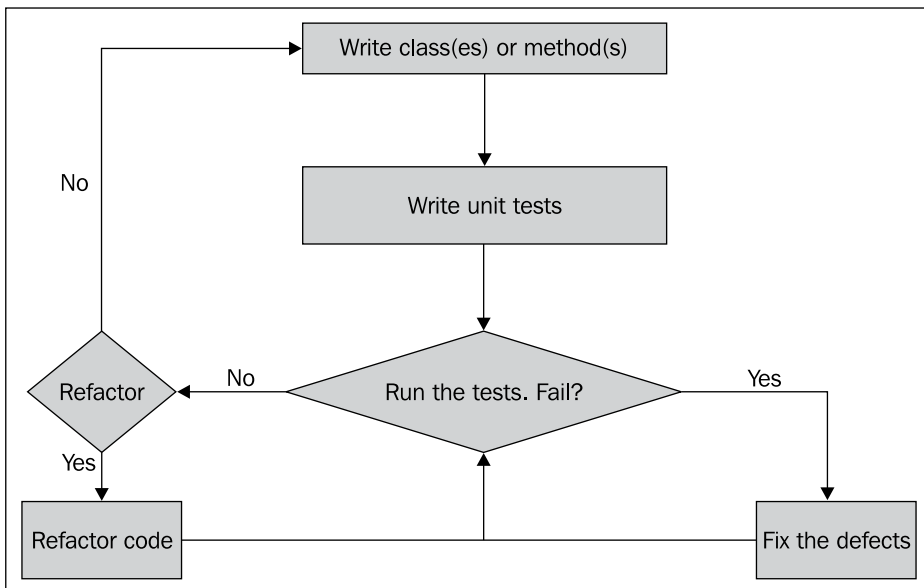 Write class(es) or method(s)
No
Write unit tests
Refactor
No
Run the tests. Fail?
Yes
Yes
Refactor code
Fix the defects